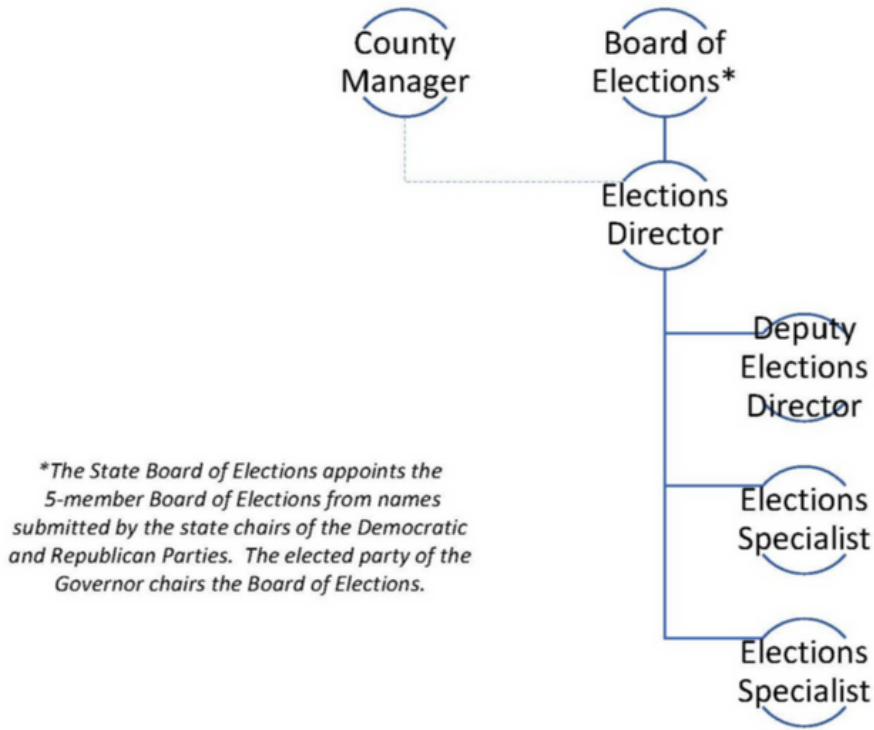 County
Manager
Board of
Elections*
Elections
Director
Deputy
Elections
Director
*The State Board of Elections appoints the
5-member Board of Elections from names
submitted by the state chairs of the Democratic
and Republican Parties. The elected party of the
Governor chairs the Board of Elections.
Elections
Specialist
Elections
Specialist